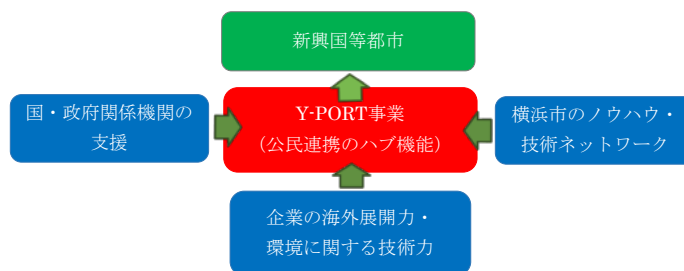 新興国等都市
国・政府関係機関の
支援
Y-PORT事業
（公民連携のハブ機能）
横浜市のノウハウ・
技術ネットワーク
企業の海外展開力・
環境に関する技術力